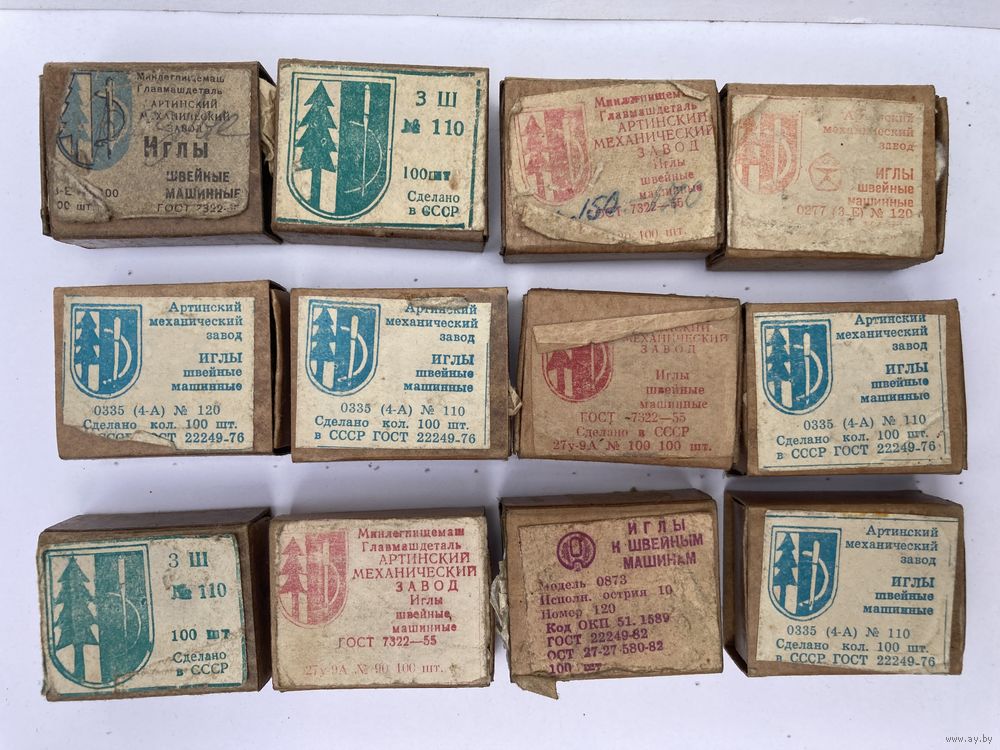 Минлегпищемаш
Главмашдеталь
АРТИНСКИЙ
МЕХАНИЧЕСКИЙ
ЗАВОД
Иглы
ШВЕЙНЫЕ
МАШИННЫЕ
ГОСТ 7322-
00 шт.
3 Ш
№ 110
100 шт
Сделано
в СССР
Главмашдеталь
АРТИНСКИЙ
МЕХАНИЧЕСКИЙ
ЗАВОД
Иглы
швейные
машинные
7322—55
100 шт.
механический
завод
ИГЛЫ
швейные
машинные
0277 (3-Е) № 120
Артинский
механический
завод
ИГЛЫ
швейные
машинные
0335 (4-А) № 120
Сделано кол. 100 шт.
ГОСТ 22249-76
Артинский
механический
завод
ИГЛЫ
швейные
машинные
0335 (4-А) № 110
Сделано кол. 100 шт.
в СССР ГОСТ 22249-76
МЕХАНИЧЕСКИЙ
ЗАВОД
Иглы
швейные
машинные
ГОСТ 7322—55
Сделано в СССР
27у-9А № 100 100 шт.
Артинский
механический
завод
ИГЛЫ
швейные
машинные
0335 (4-А) № 110
Сделано кол. 100 шт.
в СССР ГОСТ 22249-76
3 Ш
№ 110
100 шт
Сделано
в СССР
Минлегпищемаш
Главмашдеталь
АРТИНСКИЙ
МЕХАНИЧЕСКИЙ
ЗАВОД
Иглы
швейные
машинные
ГОСТ 7322—55
27у-9А № 90 100 шт.
ИГЛЫ
К ШВЕЙНЫМ
МАШИНАМ
Модель 0873
Исполн. острия 10
Номер 120
Код ОКП 51. 1589
ГОСТ 22249-82
ОСТ 27-27-580-82
100 шт
Артинский
механический
завод
ИГЛЫ
швейные
машинные
0335 (4-А) № 110
Сделано кол. 100 шт.
в СССР ГОСТ 22249-76
www.ay.by